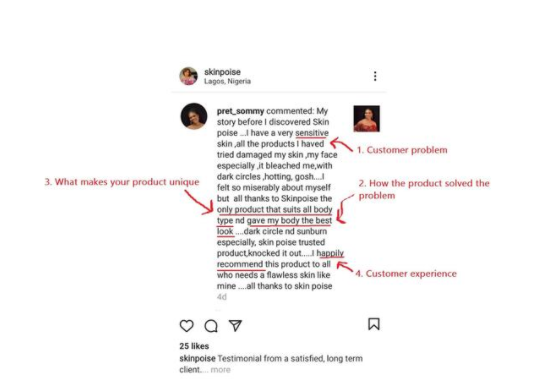 skinpoise
Lagos, Nigeria
pret_sommy commented: My
story before I discovered Skin
poise ...I have a very sensitive
skin ,all the products I haved
tried damaged my skin ,my face
especially ,it bleached me,with
dark circles ,hotting, gosh....I
felt so miserably about myself
but all thanks to Skinpoise the
only product that suits all body
type nd gave my body the best
look ....dark circle nd sunburn
especially, skin poise trusted
product,knocked it out.....I happily
recommend this product to all
who needs a flawless skin like
mine ....all thanks to skin poise
4d
1. Customer problem
3. What makes your product unique
2. How the product solved the
problem
4. Customer experience
25 likes
skinpoise Testimonial from a satisfied, long term
client.... more